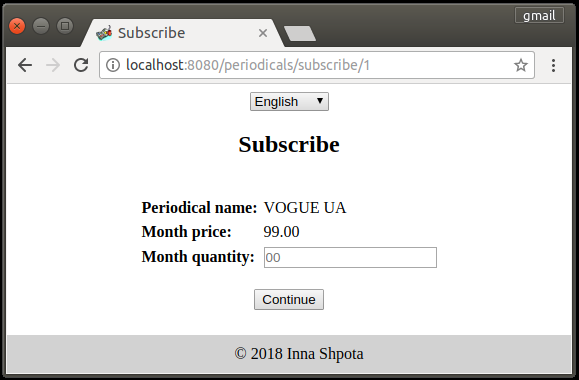 gmail
Subscribe
localhost:8080/periodicals/subscribe/1
English
Subscribe
Periodical name: VOGUE UA
Month price: 99.00
Month quantity: 00
Continue
© 2018 Inna Shpota